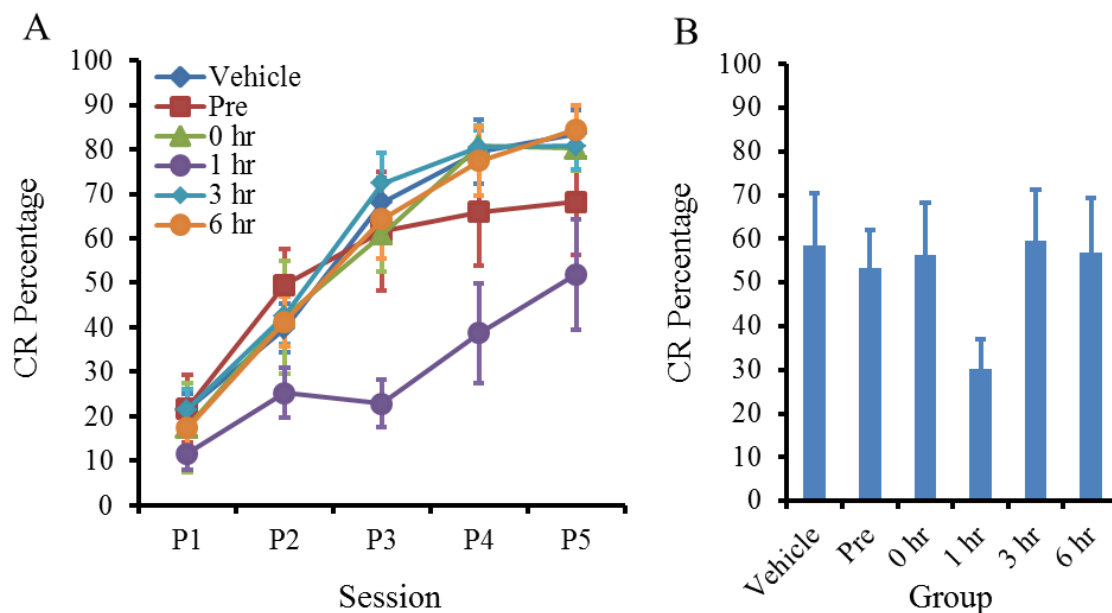 A
CR Percentage
100
90
80
70
60
50
40
30
20
10
0
Vehicle
Pre
0 hr
1 hr
3 hr
6 hr
P1 P2 P3 P4 P5
Session
B
CR Percentage
100
90
80
70
60
50
40
30
20
10
0
Vehicle Pre 0 hr 1 hr 3 hr 6 hr
Group